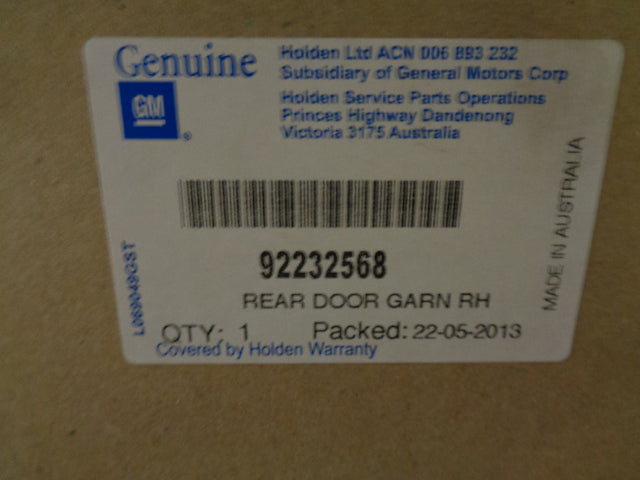 Genuine
GM
®
Holden Ltd ACN 006 893 232
Subsidiary of General Motors Corp
Holden Service Parts Operations
Princes Highway Dandenong
Victoria 3175 Australia
92232568
REAR DOOR GARN RH
QTY: 1 Packed: 22-05-2013
Covered by Holden Warranty
L069049GST
MADE IN AUSTRALIA